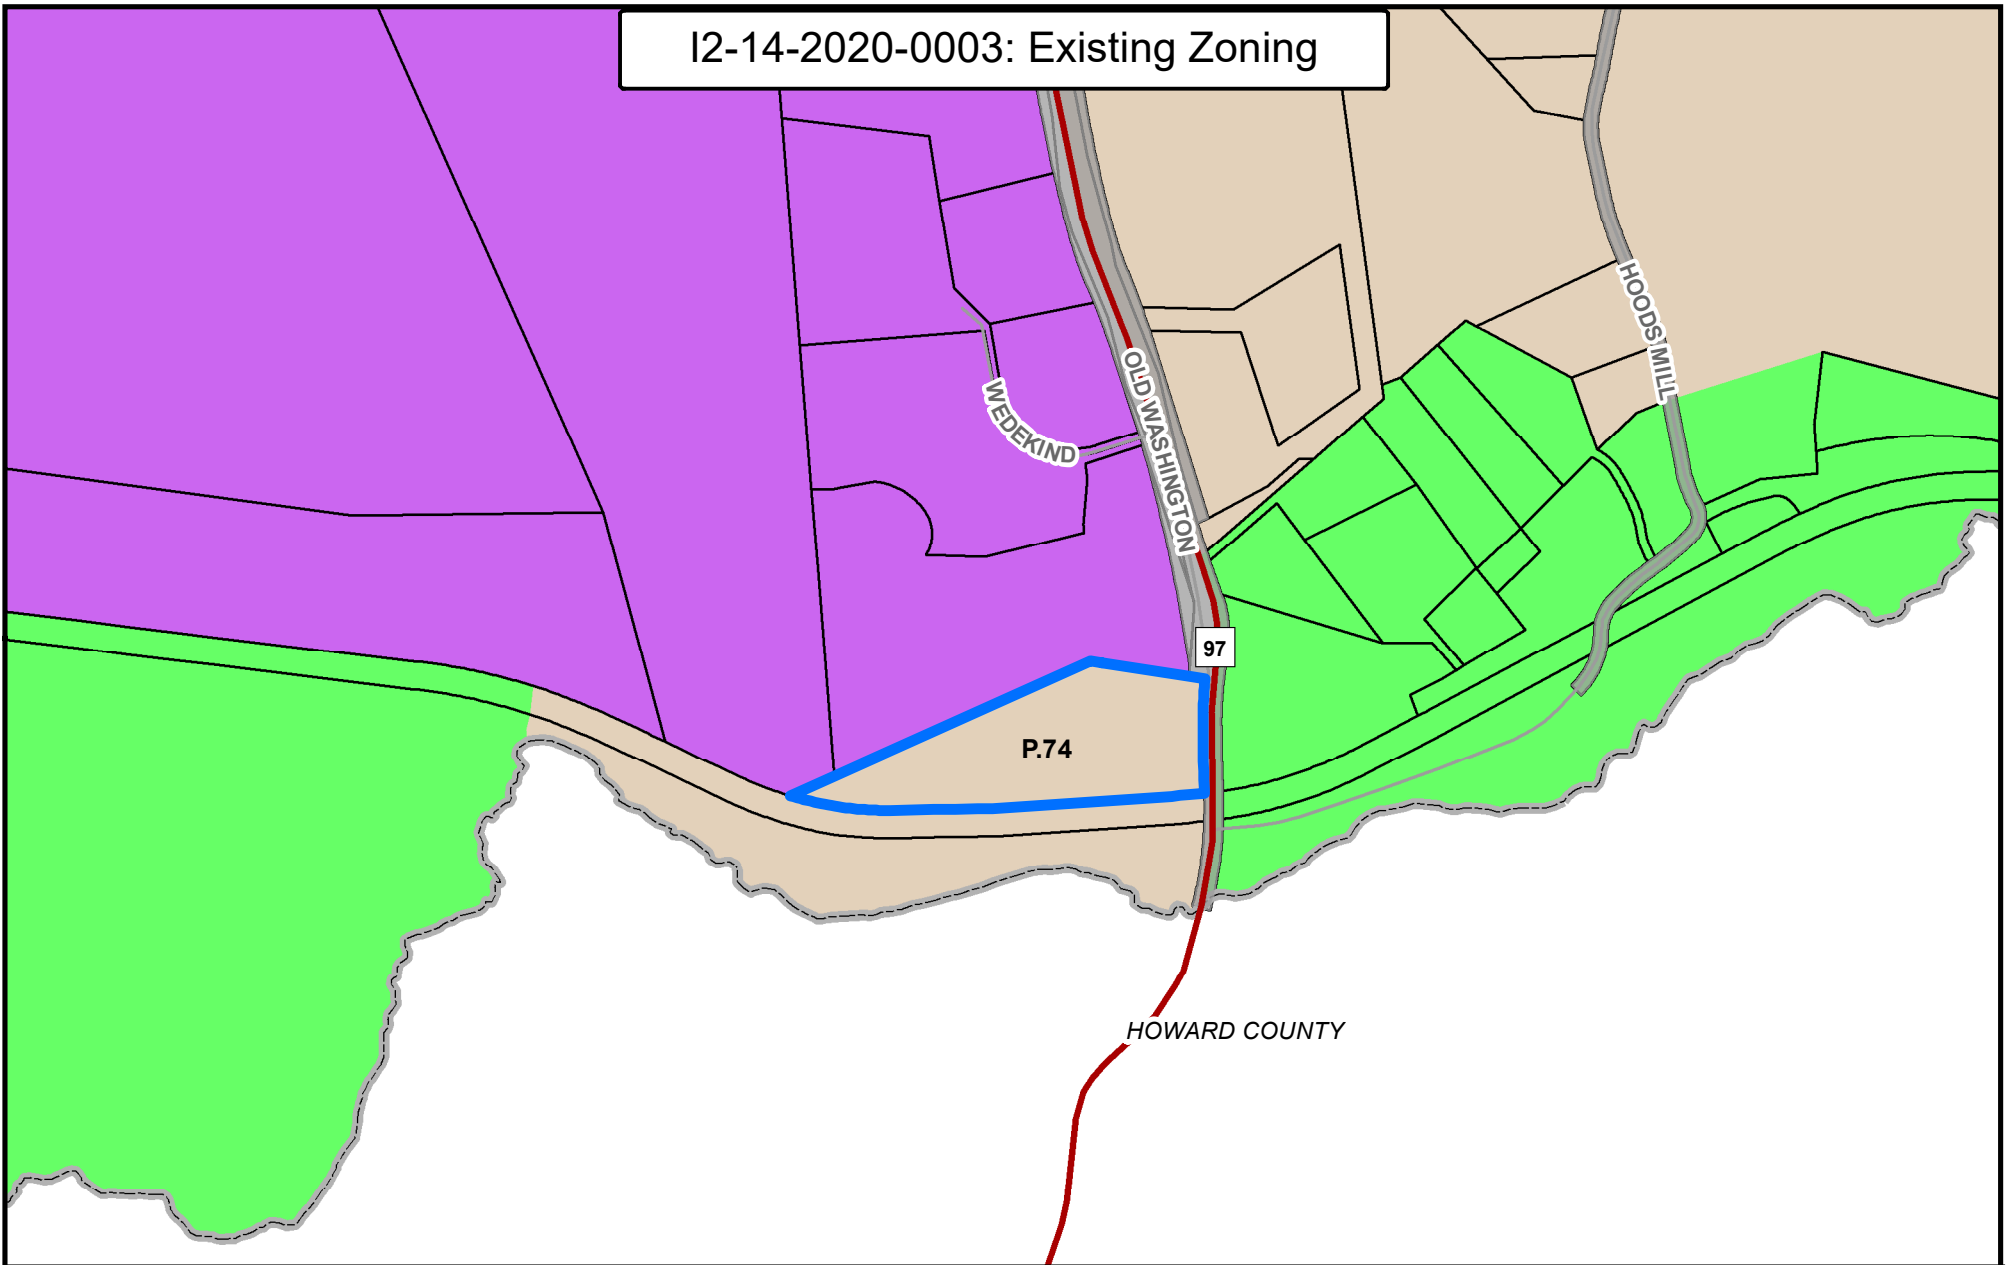 I2-14-2020-0003: Existing Zoning
HOODS MILL
OLD WASHINGTON
WEDEKIND
97
P.74
HOWARD COUNTY